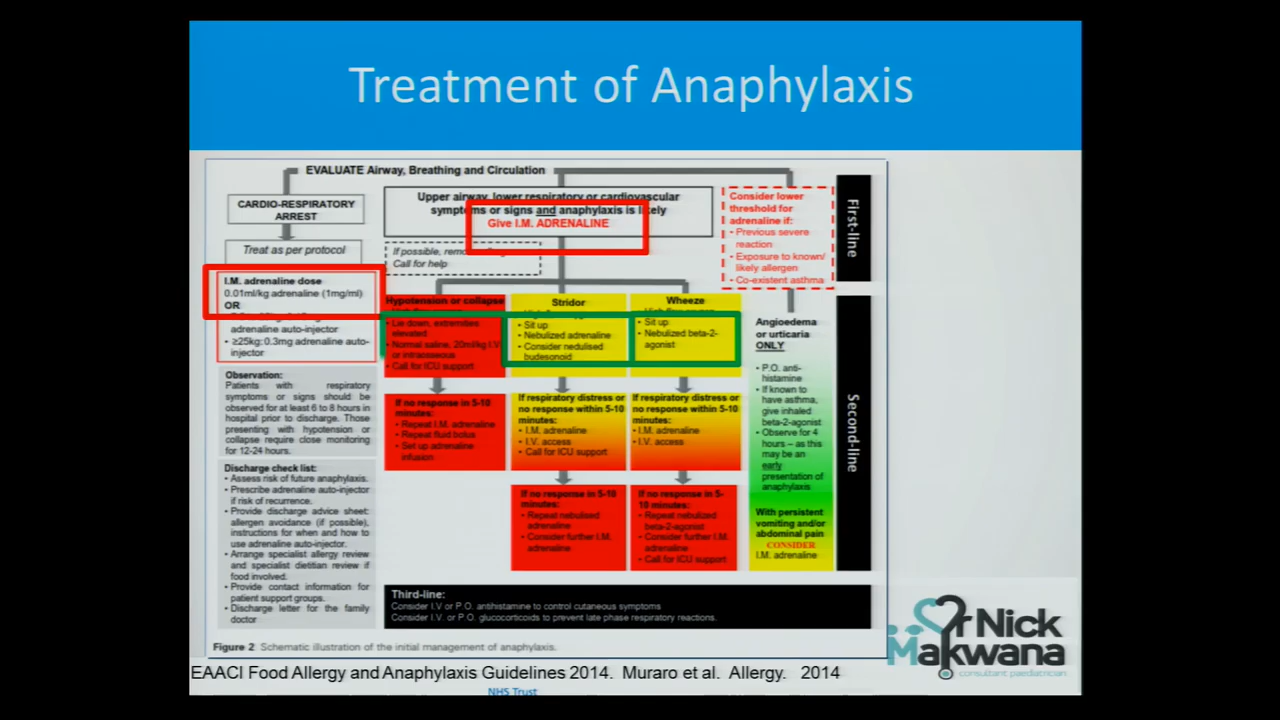 Treatment of Anaphylaxis
EVALUATE Airway, Breathing and Circulation
CARDIO-RESPIRATORY
ARREST
Treat as per protocol
I.M. adrenaline dose
0.01ml/kg adrenaline (1mg/ml)
OR
adrenaline auto-injector
• ≥25kg: 0.3mg adrenaline auto-
injector
Observation:
Patients with respiratory
symptoms or signs should be
observed for at least 6 to 8 hours in
hospital prior to discharge. Those
presenting with hypotension or
collapse require close monitoring
for 12-24 hours.
Discharge check list:
• Assess risk of future anaphylaxis.
• Prescribe adrenaline auto-injector
if risk of recurrence.
• Provide discharge advice sheet:
allergen avoidance (if possible),
instructions for when and how to
use adrenaline auto-injector.
• Arrange specialist allergy review
and specialist dietitian review if
food involved.
• Provide contact information for
patient support groups.
• Discharge letter for the family
doctor
Upper airway, lower respiratory or cardiovascular
symptoms or signs and anaphylaxis is likely
Give I.M. ADRENALINE
If possible,
Call for help
Hypotension or collapse
• Lie down, extremities
elevated
• Normal saline, 20ml/kg I.V
or intraosseous
• Call for ICU support
If no response in 5-10
minutes:
• Repeat I.M. adrenaline
• Repeat fluid bolus
• Set up adrenaline
infusion
Stridor
• Sit up
• Nebulized adrenaline
• Consider nedulised
budesonoid
If respiratory distress or
no response within 5-10
minutes:
• I.M. adrenaline
• I.V. access
• Call for ICU support
If no response in 5-10
minutes:
• Repeat nebulised
adrenaline
• Consider further I.M.
adrenaline
Wheeze
• Sit up
• Nebulized beta-2-
agonist
If respiratory distress or
no response within 5-10
minutes:
• I.M. adrenaline
• I.V. access
If no response in 5-
10 minutes:
• Repeat nebulized
beta-2-agonist
• Consider further I.M.
adrenaline
• Call for ICU support
Consider lower
threshold for
adrenaline if:
• Previous severe
reaction
• Exposure to known/
likely allergen
• Co-existent asthma
Angioedema
or urticaria
ONLY
• P.O. anti-
histamine
• If known to
have asthma,
give inhaled
beta-2-agonist
• Observe for 4
hours – as this
may be an
early
presentation of
anaphylaxis
With persistent
vomiting and/or
abdominal pain
CONSIDER
I.M. adrenaline
First-line
Second-line
Third-line:
Consider I.V or P.O. antihistamine to control cutaneous symptoms
Consider I.V. or P.O. glucocorticoids to prevent late phase respiratory reactions.
Figure 2 Schematic illustration of the initial management of anaphylaxis.
EAACI Food Allergy and Anaphylaxis Guidelines 2014. Muraro et al. Allergy. 2014
NHS Trust
Dr Nick
Makwana
consultant paediatrician